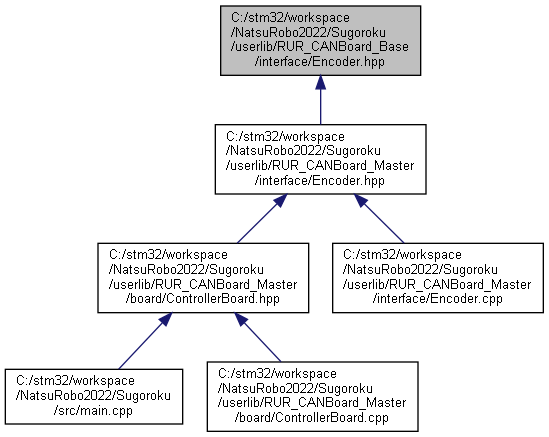 C:/stm32/workspace
/NatsuRobo2022/Sugoroku
/userlib/RUR_CANBoard_Base
/interface/Encoder.hpp
C:/stm32/workspace
/NatsuRobo2022/Sugoroku
/userlib/RUR_CANBoard_Master
/interface/Encoder.hpp
C:/stm32/workspace
/NatsuRobo2022/Sugoroku
/userlib/RUR_CANBoard_Master
/board/ControllerBoard.hpp
C:/stm32/workspace
/NatsuRobo2022/Sugoroku
/userlib/RUR_CANBoard_Master
/interface/Encoder.cpp
C:/stm32/workspace
/NatsuRobo2022/Sugoroku
/src/main.cpp
C:/stm32/workspace
/NatsuRobo2022/Sugoroku
/userlib/RUR_CANBoard_Master
/board/ControllerBoard.cpp